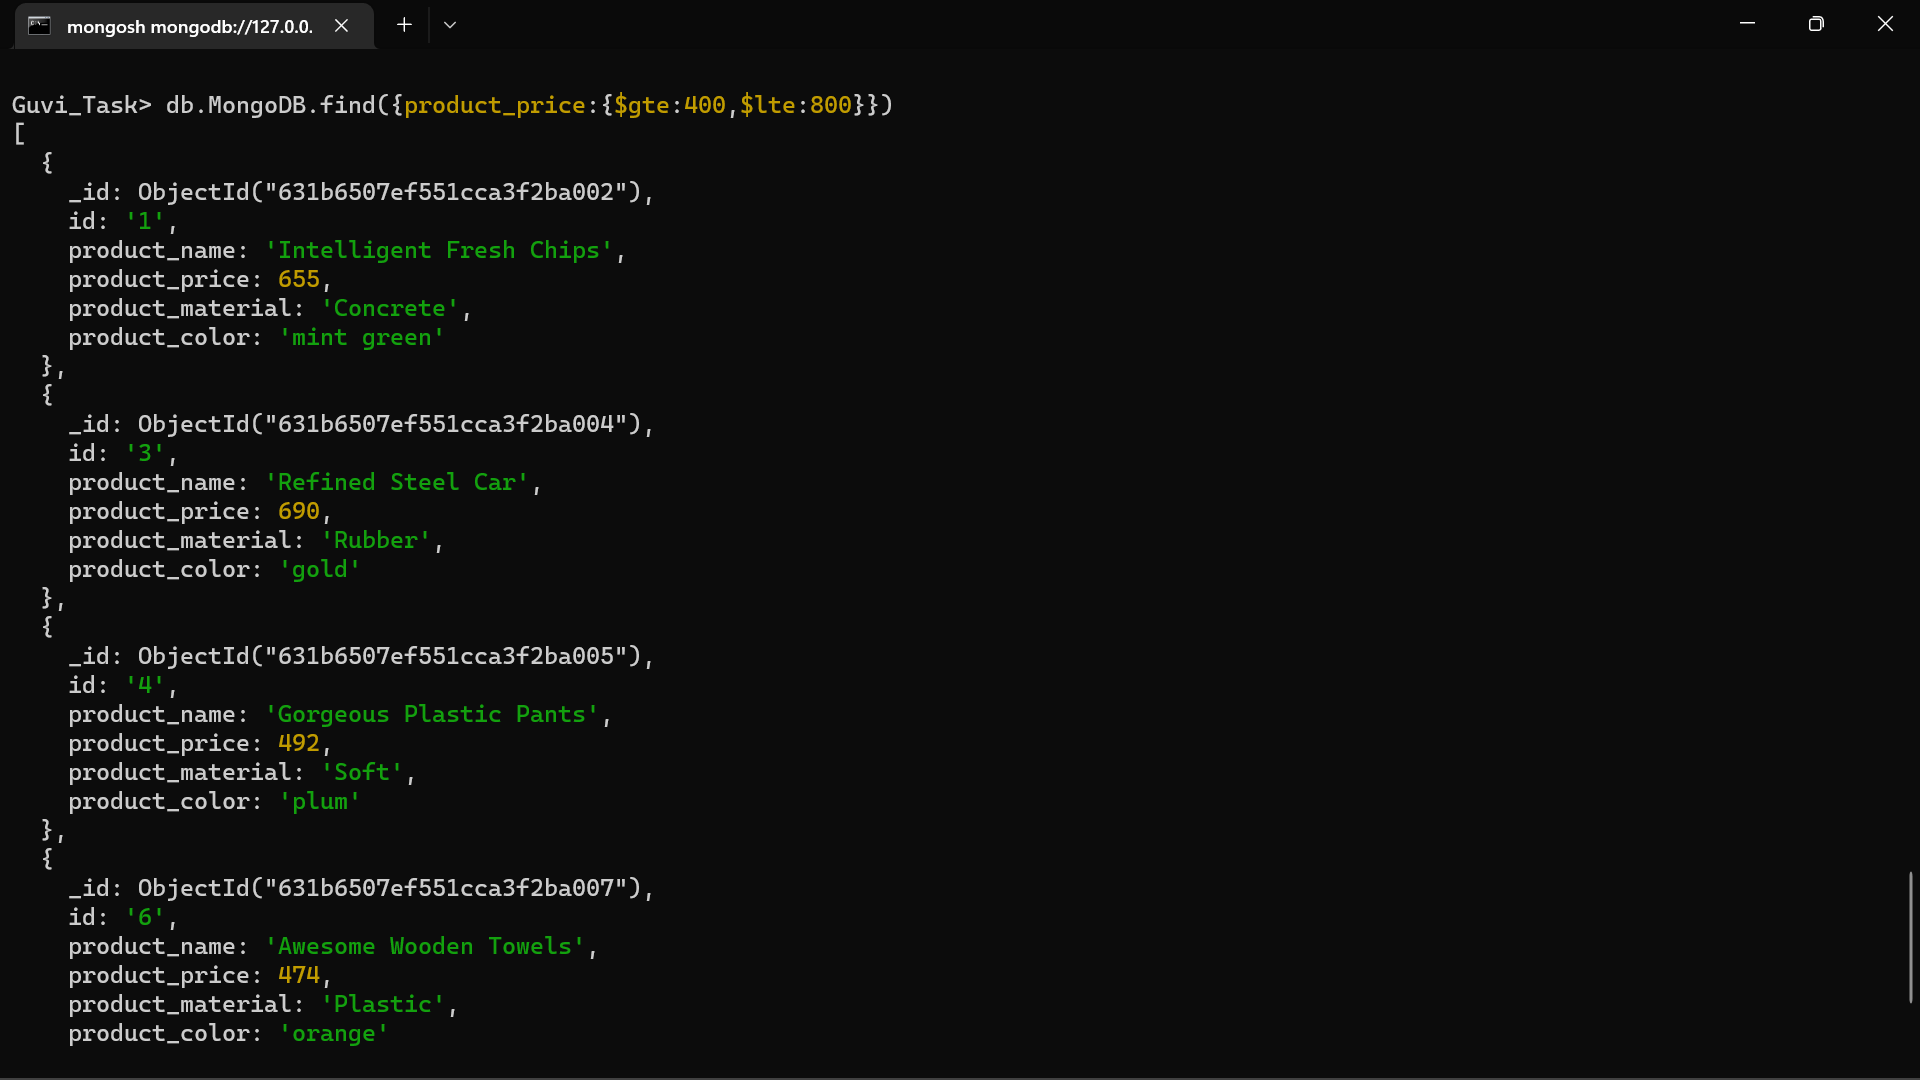 mongosh mongodb://127.0.0.
Guvi_Task> db.MongoDB.find({product_price:{$gte:400,$lte:800}})
[
  {
    _id: ObjectId("631b6507ef551cca3f2ba002"),
    id: '1',
    product_name: 'Intelligent Fresh Chips',
    product_price: 655,
    product_material: 'Concrete',
    product_color: 'mint green'
  },
  {
    _id: ObjectId("631b6507ef551cca3f2ba004"),
    id: '3',
    product_name: 'Refined Steel Car',
    product_price: 690,
    product_material: 'Rubber',
    product_color: 'gold'
  },
  {
    _id: ObjectId("631b6507ef551cca3f2ba005"),
    id: '4',
    product_name: 'Gorgeous Plastic Pants',
    product_price: 492,
    product_material: 'Soft',
    product_color: 'plum'
  },
  {
    _id: ObjectId("631b6507ef551cca3f2ba007"),
    id: '6',
    product_name: 'Awesome Wooden Towels',
    product_price: 474,
    product_material: 'Plastic',
    product_color: 'orange'